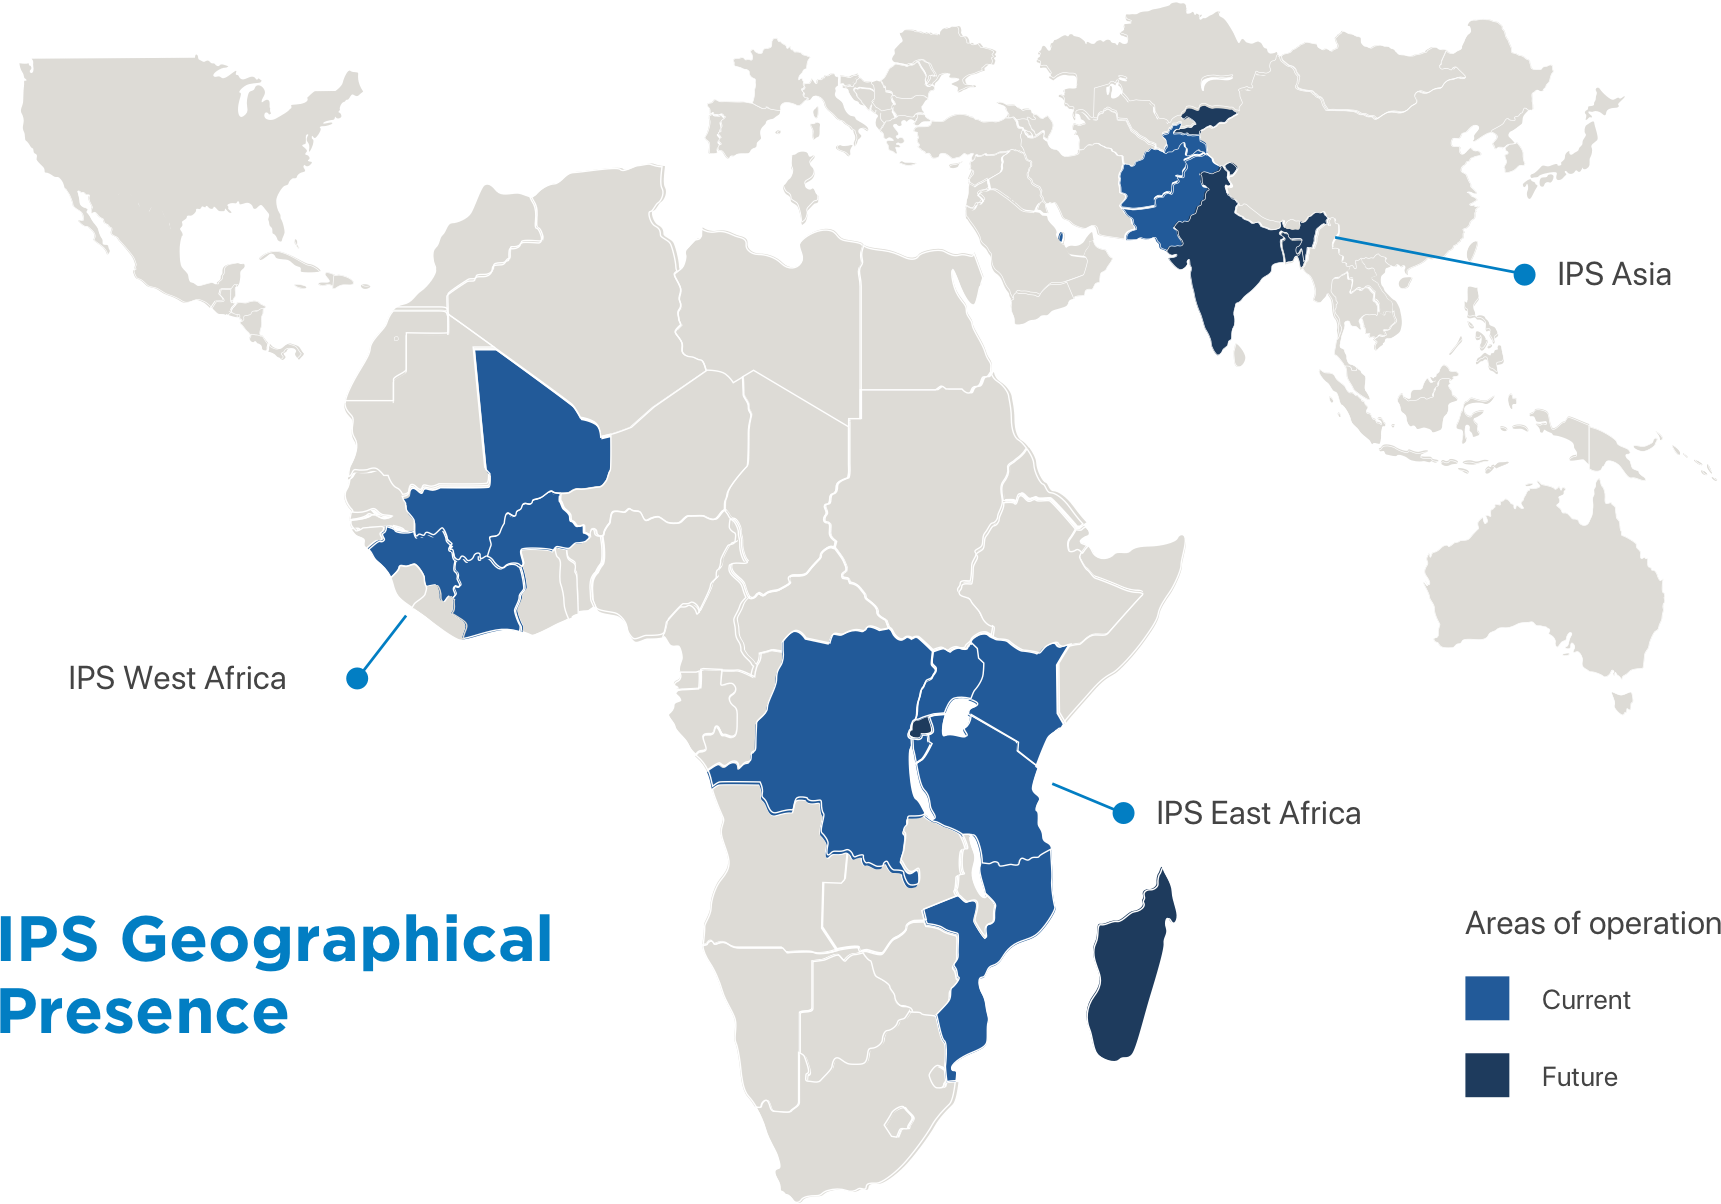 IPS Asia
IPS West Africa
IPS East Africa
IPS Geographical
Presence
Areas of operation
Current
Future